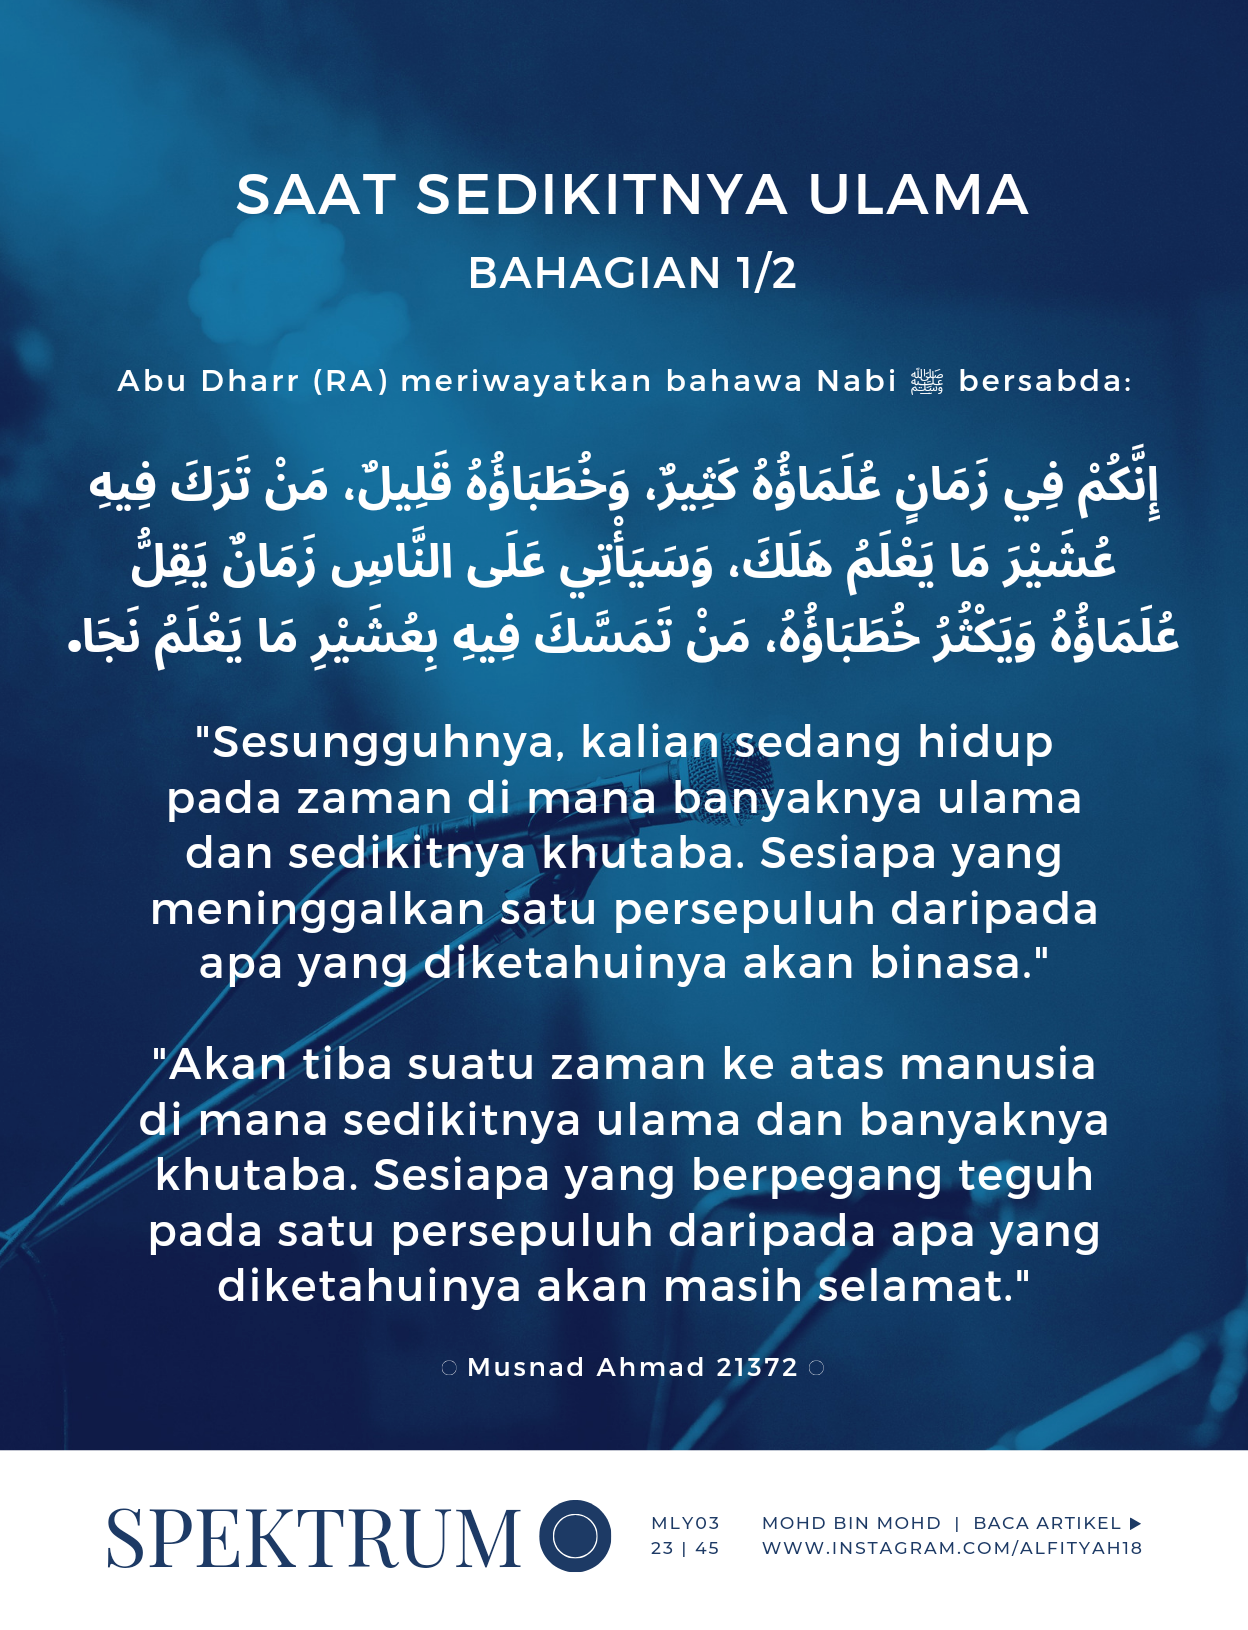 SAAT SEDIKITNYA ULAMA
BAHAGIAN 1/2
Abu Dharr (RA) meriwayatkan bahawa Nabi ﷺ bersabda:
إِنَّكُمْ فِي زَمَانٍ عُلَمَاؤُهُ كَثِيرٌ، وَخُطَبَاؤُهُ قَلِيلٌ، مَنْ تَرَكَ فِيهِ
عُشَيْرَ مَا يَعْلَمُ هَلَكَ، وَسَيَأْتِي عَلَى النَّاسِ زَمَانٌ يَقِلُّ
عُلَمَاؤُهُ وَيَكْثُرُ خُطَبَاؤُهُ، مَنْ تَمَسَّكَ فِيهِ بِعُشَيْرِ مَا يَعْلَمُ نَجَا.
"Sesungguhnya, kalian sedang hidup
pada zaman di mana banyaknya ulama
dan sedikitnya khutaba. Sesiapa yang
meninggalkan satu persepuluh daripada
apa yang diketahuinya akan binasa."
"Akan tiba suatu zaman ke atas manusia
di mana sedikitnya ulama dan banyaknya
khutaba. Sesiapa yang berpegang teguh
pada satu persepuluh daripada apa yang
diketahuinya akan masih selamat."
○ Musnad Ahmad 21372 ○
SPEKTRUM
MLY03
23 | 45
MOHD BIN MOHD | BACA ARTIKEL ▶
WWW.INSTAGRAM.COM/ALFITYAH18